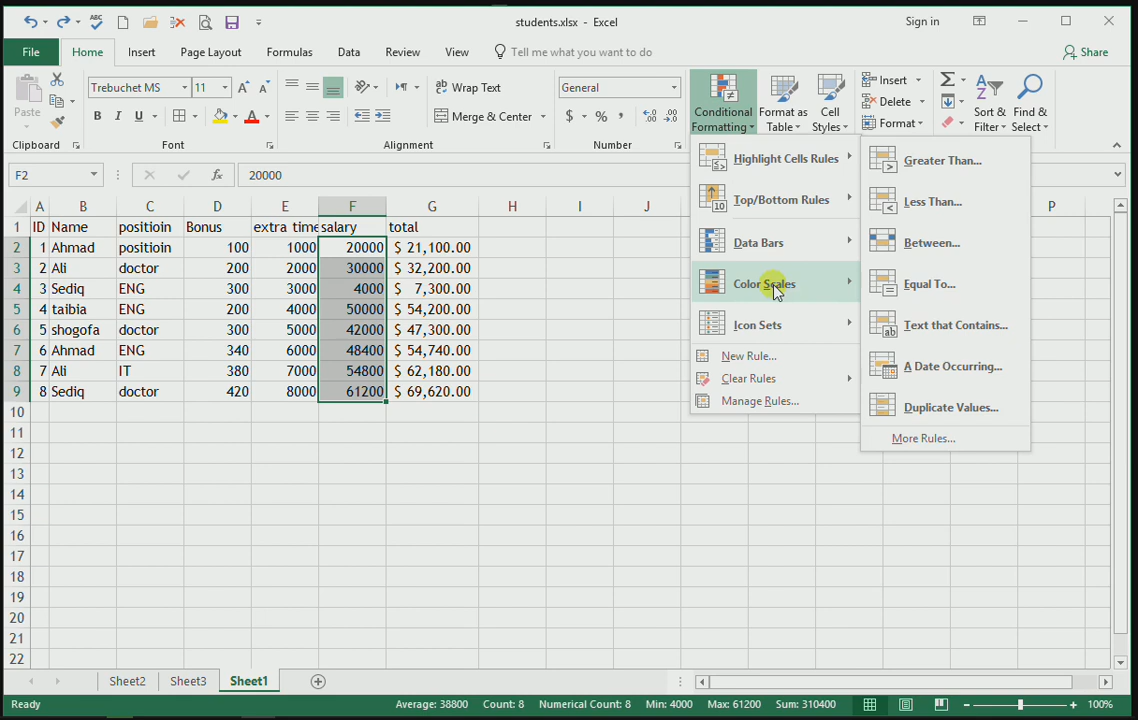 ABC
students.xlsx - Excel
Sign in
File Home Insert Page Layout Formulas Data Review View Tell me what you want to do Share
Paste
Trebuchet MS 11 A A
B I U A
ab Wrap Text
Merge & Center
General
$ % , .00 .0
Conditional Formatting
Format as Table
Cell Styles
Insert
Delete
Format
Σ
A Z
Sort & Filter
Find & Select
Clipboard Font Alignment Number
F2 fx 20000
A B C D E F G H I J P
1 ID Name positioin Bonus extra time salary total
2 1 Ahmad positioin 100 1000 20000 $ 21,100.00
3 2 Ali doctor 200 2000 30000 $ 32,200.00
4 3 Sediq ENG 300 3000 4000 $ 7,300.00
5 4 taibia ENG 200 4000 50000 $ 54,200.00
6 5 shogofa doctor 300 5000 42000 $ 47,300.00
7 6 Ahmad ENG 340 6000 48400 $ 54,740.00
8 7 Ali IT 380 7000 54800 $ 62,180.00
9 8 Sediq doctor 420 8000 61200 $ 69,620.00
10
11
12
13
14
15
16
17
18
19
20
21
22
Highlight Cells Rules
Top/Bottom Rules
10
Data Bars
Color Scales
Icon Sets
New Rule...
Clear Rules
Manage Rules...
Greater Than...
Less Than...
Between...
Equal To...
Text that Contains...
ab
A Date Occurring...
Duplicate Values...
More Rules...
Sheet2 Sheet3 Sheet1
Ready Average: 38800 Count: 8 Numerical Count: 8 Min: 4000 Max: 61200 Sum: 310400 100%